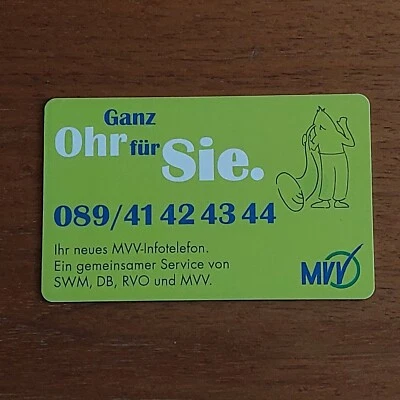 Ganz
Ohr für Sie.
089/41 42 43 44
Ihr neues MVV-Infotelefon.
Ein gemeinsamer Service von
SWM, DB, RVO und MVV.
MVV